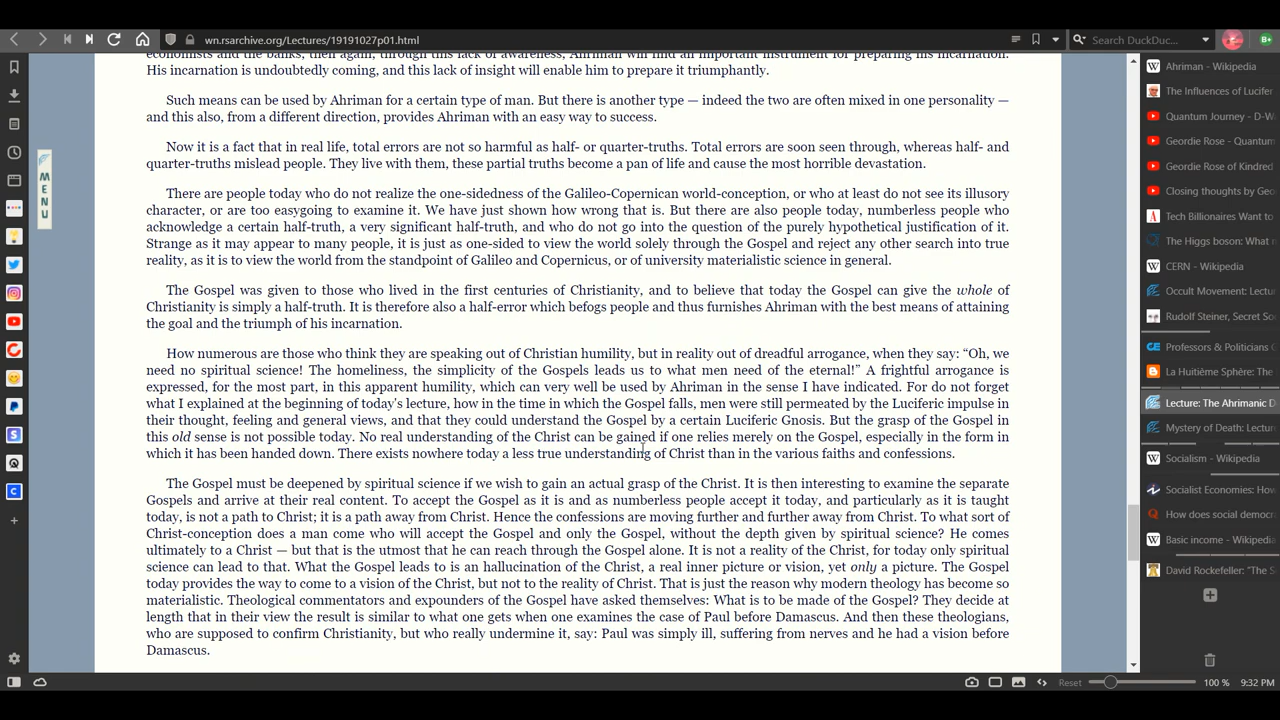 wn.rsarchive.org/Lectures/19191027p01.html
Search DuckDuc
economists and the banks, then again, through this lack of awareness, Ahriman will find an important instrument for preparing his incarnation.
His incarnation is undoubtedly coming, and this lack of insight will enable him to prepare it triumphantly.
Such means can be used by Ahriman for a certain type of man. But there is another type — indeed the two are often mixed in one personality —
and this also, from a different direction, provides Ahriman with an easy way to success.
Now it is a fact that in real life, total errors are not so harmful as half- or quarter-truths. Total errors are soon seen through, whereas half- and
quarter-truths mislead people. They live with them, these partial truths become a pan of life and cause the most horrible devastation.
There are people today who do not realize the one-sidedness of the Galileo-Copernican world-conception, or who at least do not see its illusory
character, or are too easygoing to examine it. We have just shown how wrong that is. But there are also people today, numberless people who
acknowledge a certain half-truth, a very significant half-truth, and who do not go into the question of the purely hypothetical justification of it.
Strange as it may appear to many people, it is just as one-sided to view the world solely through the Gospel and reject any other search into true
reality, as it is to view the world from the standpoint of Galileo and Copernicus, or of university materialistic science in general.
The Gospel was given to those who lived in the first centuries of Christianity, and to believe that today the Gospel can give the whole of
Christianity is simply a half-truth. It is therefore also a half-error which befogs people and thus furnishes Ahriman with the best means of attaining
the goal and the triumph of his incarnation.
How numerous are those who think they are speaking out of Christian humility, but in reality out of dreadful arrogance, when they say: “Oh, we
need no spiritual science! The homeliness, the simplicity of the Gospels leads us to what men need of the eternal!” A frightful arrogance is
expressed, for the most part, in this apparent humility, which can very well be used by Ahriman in the sense I have indicated. For do not forget
what I explained at the beginning of today's lecture, how in the time in which the Gospel falls, men were still permeated by the Luciferic impulse in
their thought, feeling and general views, and that they could understand the Gospel by a certain Luciferic Gnosis. But the grasp of the Gospel in
this old sense is not possible today. No real understanding of the Christ can be gained if one relies merely on the Gospel, especially in the form in
which it has been handed down. There exists nowhere today a less true understanding of Christ than in the various faiths and confessions.
The Gospel must be deepened by spiritual science if we wish to gain an actual grasp of the Christ. It is then interesting to examine the separate
Gospels and arrive at their real content. To accept the Gospel as it is and as numberless people accept it today, and particularly as it is taught
today, is not a path to Christ; it is a path away from Christ. Hence the confessions are moving further and further away from Christ. To what sort of
Christ-conception does a man come who will accept the Gospel and only the Gospel, without the depth given by spiritual science? He comes
ultimately to a Christ — but that is the utmost that he can reach through the Gospel alone. It is not a reality of the Christ, for today only spiritual
science can lead to that. What the Gospel leads to is an hallucination of the Christ, a real inner picture or vision, yet only a picture. The Gospel
today provides the way to come to a vision of the Christ, but not to the reality of Christ. That is just the reason why modern theology has become so
materialistic. Theological commentators and expounders of the Gospel have asked themselves: What is to be made of the Gospel? They decide at
length that in their view the result is similar to what one gets when one examines the case of Paul before Damascus. And then these theologians,
who are supposed to confirm Christianity, but who really undermine it, say: Paul was simply ill, suffering from nerves and he had a vision before
Damascus.
MENU
Ahriman - Wikipedia
The Influences of Lucifer
Quantum Journey - D-W
Geordie Rose - Quantum
Geordie Rose of Kindred
Closing thoughts by Geo
Tech Billionaires Want to
The Higgs boson: What
CERN - Wikipedia
Occult Movement: Lectu
Rudolf Steiner, Secret So
Professors & Politicians
La Huitième Sphère: The
Lecture: The Ahrimanic D
Mystery of Death: Lectur
Socialism - Wikipedia
Socialist Economies: Ho
How does social democ
Basic income - Wikipedia
David Rockefeller: "The S
Reset
100 %
9:32 PM